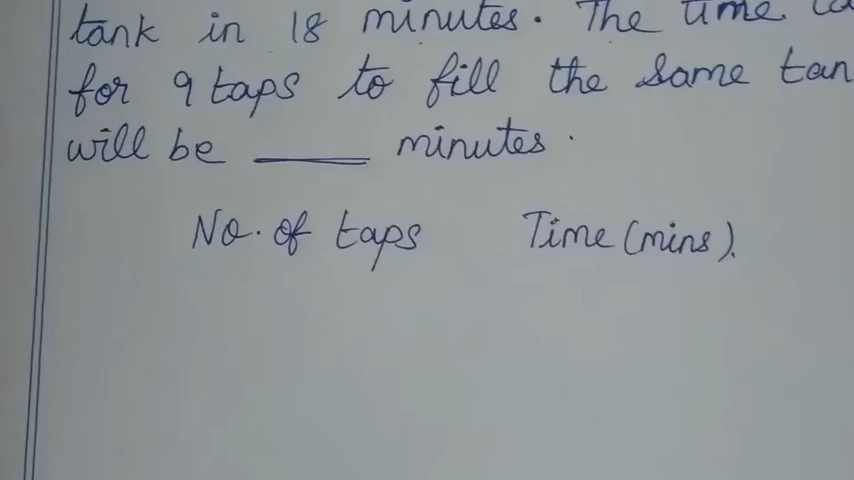 tank in 18 minutes. The time
for 9 taps to fill the same
will be ______ minutes.
No. of taps Time (mins).